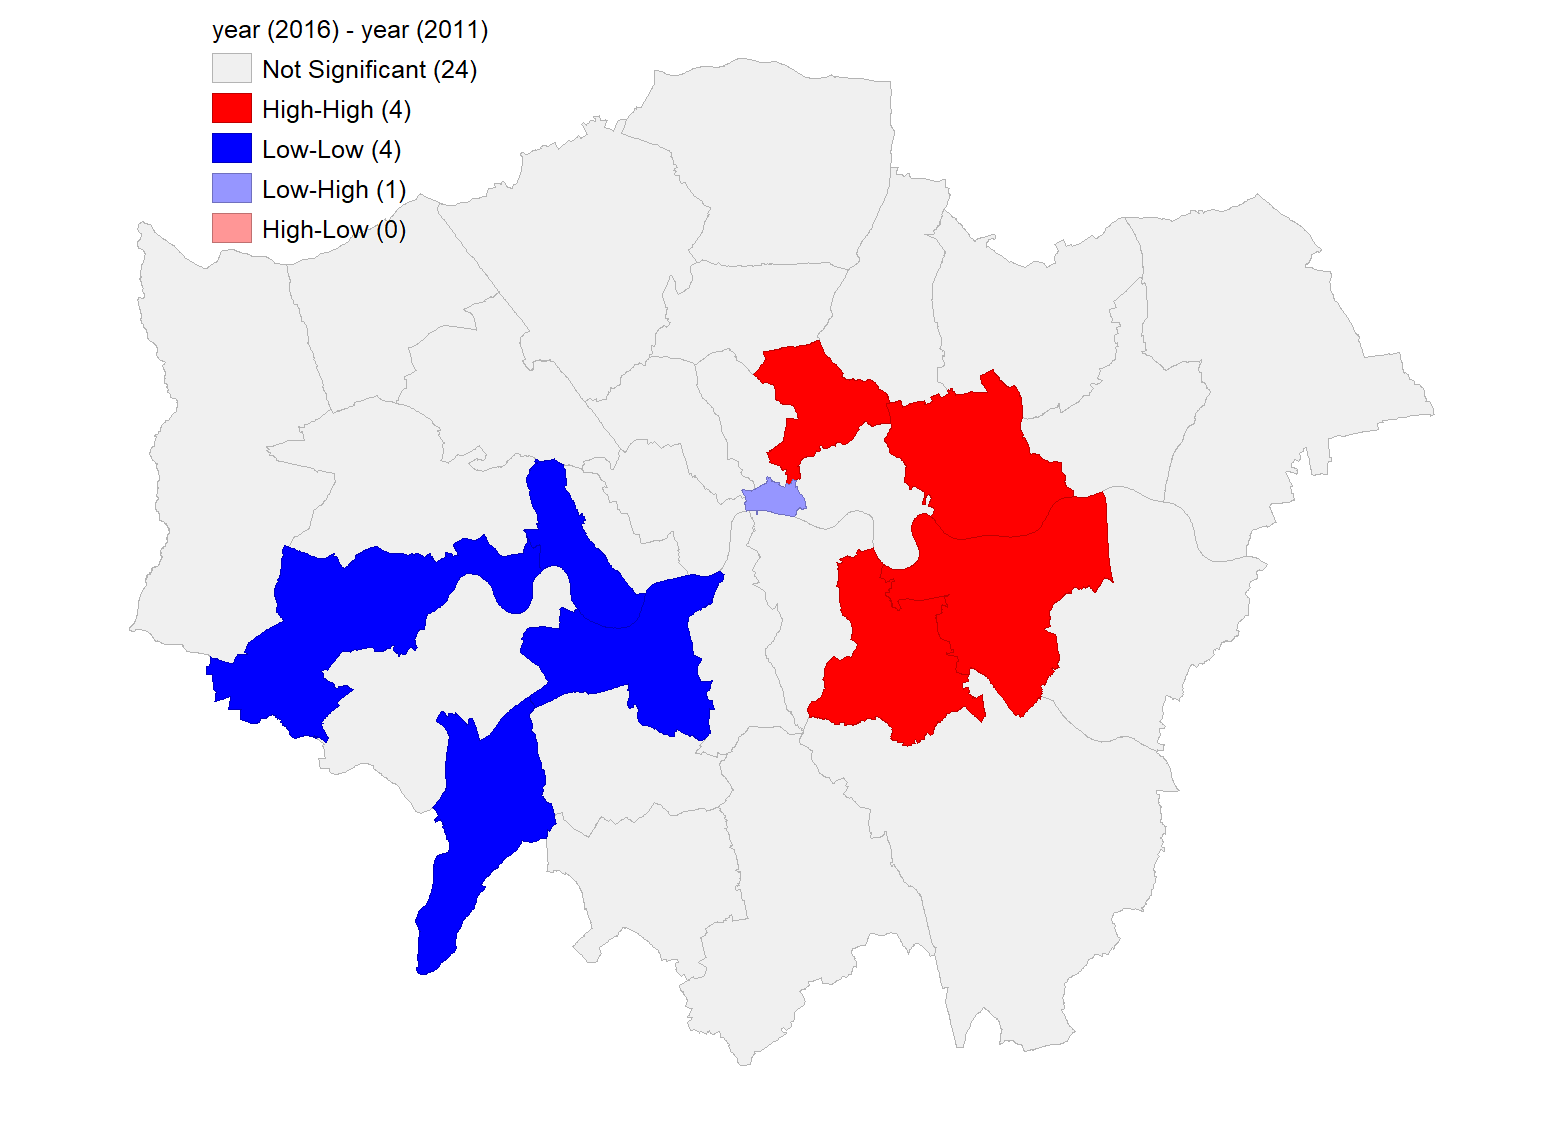 year (2016) - year (2011)
Not Significant (24)
High-High (4)
Low-Low (4)
Low-High (1)
High-Low (0)